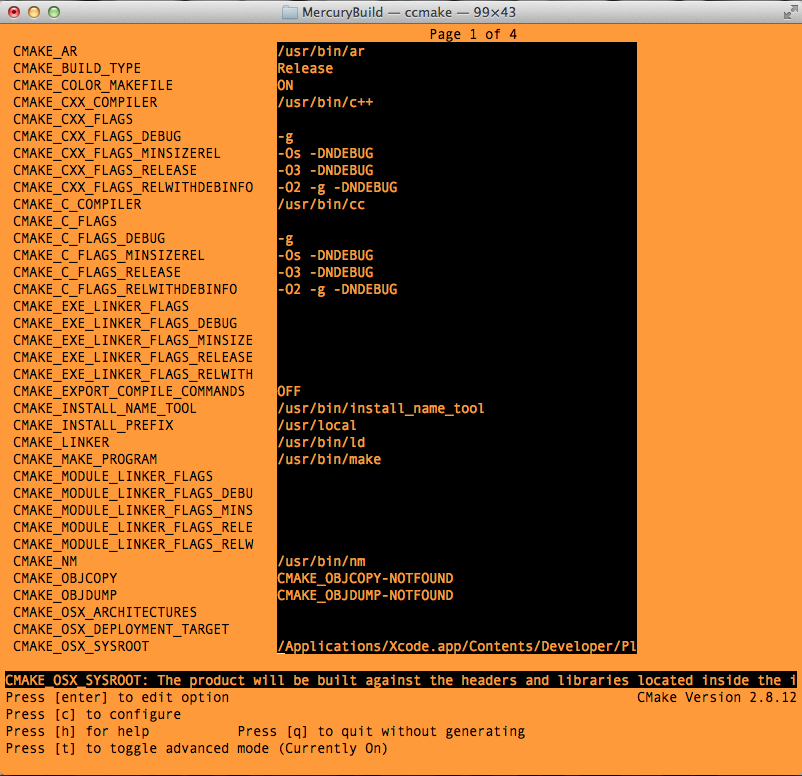 MercuryBuild — ccmake — 99×43
Page 1 of 4
CMAKE_AR /usr/bin/ar
CMAKE_BUILD_TYPE Release
CMAKE_COLOR_MAKEFILE ON
CMAKE_CXX_COMPILER /usr/bin/c++
CMAKE_CXX_FLAGS
CMAKE_CXX_FLAGS_DEBUG -g
CMAKE_CXX_FLAGS_MINSIZEREL -Os -DNDEBUG
CMAKE_CXX_FLAGS_RELEASE -O3 -DNDEBUG
CMAKE_CXX_FLAGS_RELWITHDEBINFO -O2 -g -DNDEBUG
CMAKE_C_COMPILER /usr/bin/cc
CMAKE_C_FLAGS
CMAKE_C_FLAGS_DEBUG -g
CMAKE_C_FLAGS_MINSIZEREL -Os -DNDEBUG
CMAKE_C_FLAGS_RELEASE -O3 -DNDEBUG
CMAKE_C_FLAGS_RELWITHDEBINFO -O2 -g -DNDEBUG
CMAKE_EXE_LINKER_FLAGS
CMAKE_EXE_LINKER_FLAGS_DEBUG
CMAKE_EXE_LINKER_FLAGS_MINSIZE
CMAKE_EXE_LINKER_FLAGS_RELEASE
CMAKE_EXE_LINKER_FLAGS_RELWITH
CMAKE_EXPORT_COMPILE_COMMANDS OFF
CMAKE_INSTALL_NAME_TOOL /usr/bin/install_name_tool
CMAKE_INSTALL_PREFIX /usr/local
CMAKE_LINKER /usr/bin/ld
CMAKE_MAKE_PROGRAM /usr/bin/make
CMAKE_MODULE_LINKER_FLAGS
CMAKE_MODULE_LINKER_FLAGS_DEBU
CMAKE_MODULE_LINKER_FLAGS_MINS
CMAKE_MODULE_LINKER_FLAGS_RELE
CMAKE_MODULE_LINKER_FLAGS_RELW
CMAKE_NM /usr/bin/nm
CMAKE_OBJCOPY CMAKE_OBJCOPY-NOTFOUND
CMAKE_OBJDUMP CMAKE_OBJDUMP-NOTFOUND
CMAKE_OSX_ARCHITECTURES
CMAKE_OSX_DEPLOYMENT_TARGET
CMAKE_OSX_SYSROOT /Applications/Xcode.app/Contents/Developer/Pl
CMAKE_OSX_SYSROOT: The product will be built against the headers and libraries located inside the i
Press [enter] to edit option CMake Version 2.8.12
Press [c] to configure
Press [h] for help Press [q] to quit without generating
Press [t] to toggle advanced mode (Currently On)